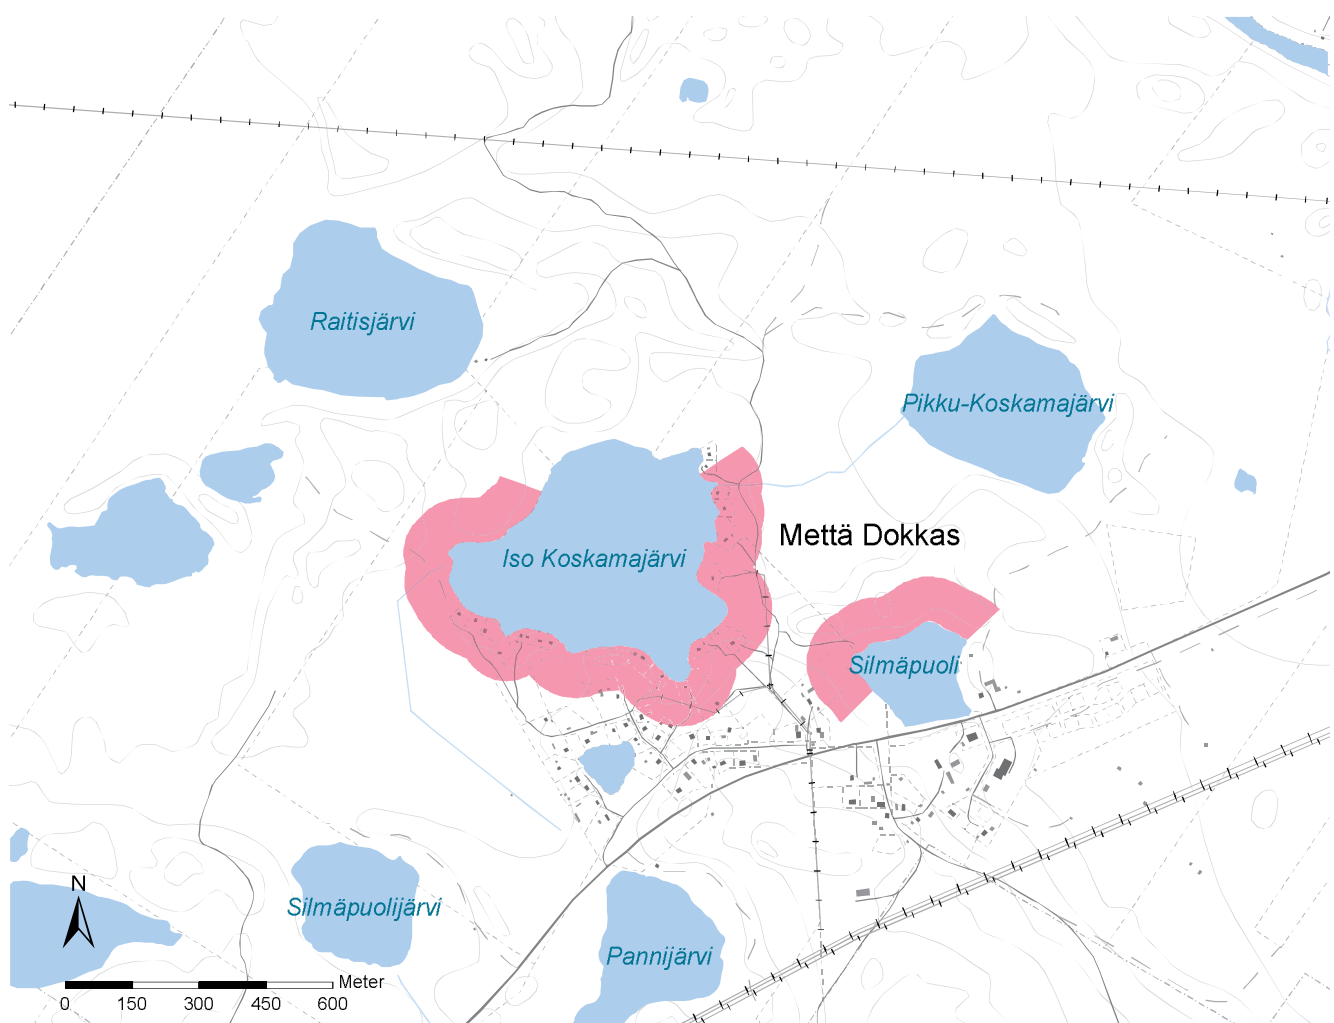 Raitisjärvi
Pikku-Koskamajärvi
Mettä Dokkas
Iso Koskamajärvi
Silmäpuoli
N
Silmäpuolijärvi
Pannijärvi
Meter
0 150 300 450 600